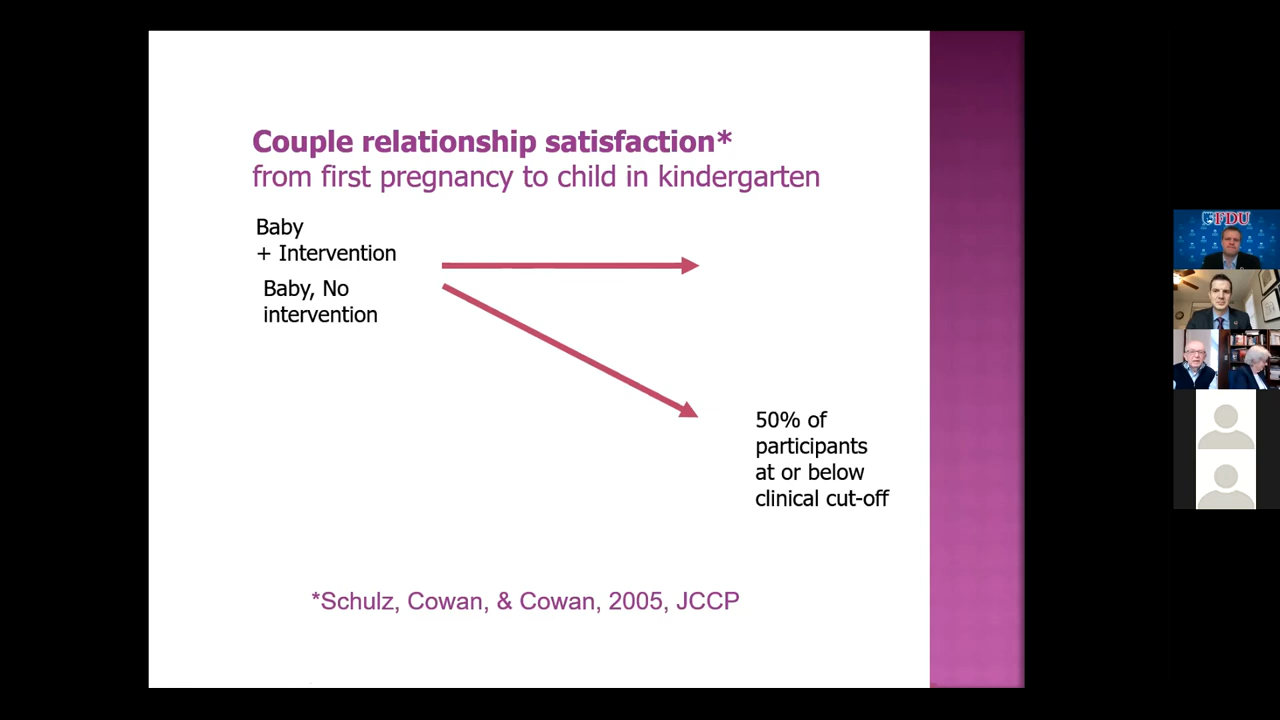 Couple relationship satisfaction*
from first pregnancy to child in kindergarten
Baby
+ Intervention
Baby, No
intervention
50% of
participants
at or below
clinical cut-off
*Schulz, Cowan, & Cowan, 2005, JCCP
FDU